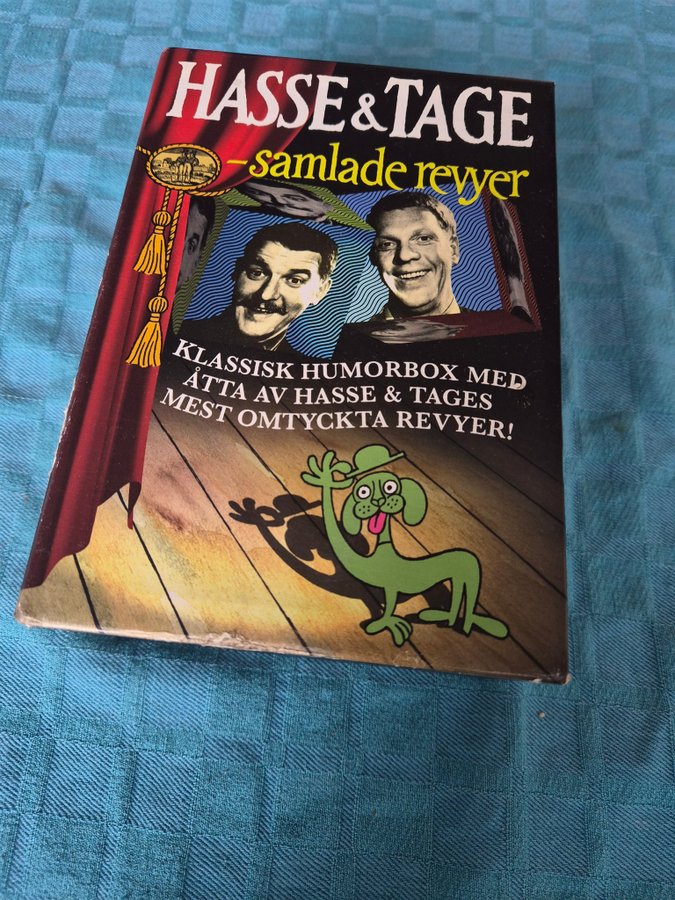 HASSE & TAGE
–samlade revyer
KLASSISK HUMORBOX MED
ÅTTA AV HASSE & TAGES
MEST OMTYCKTA REVYER!